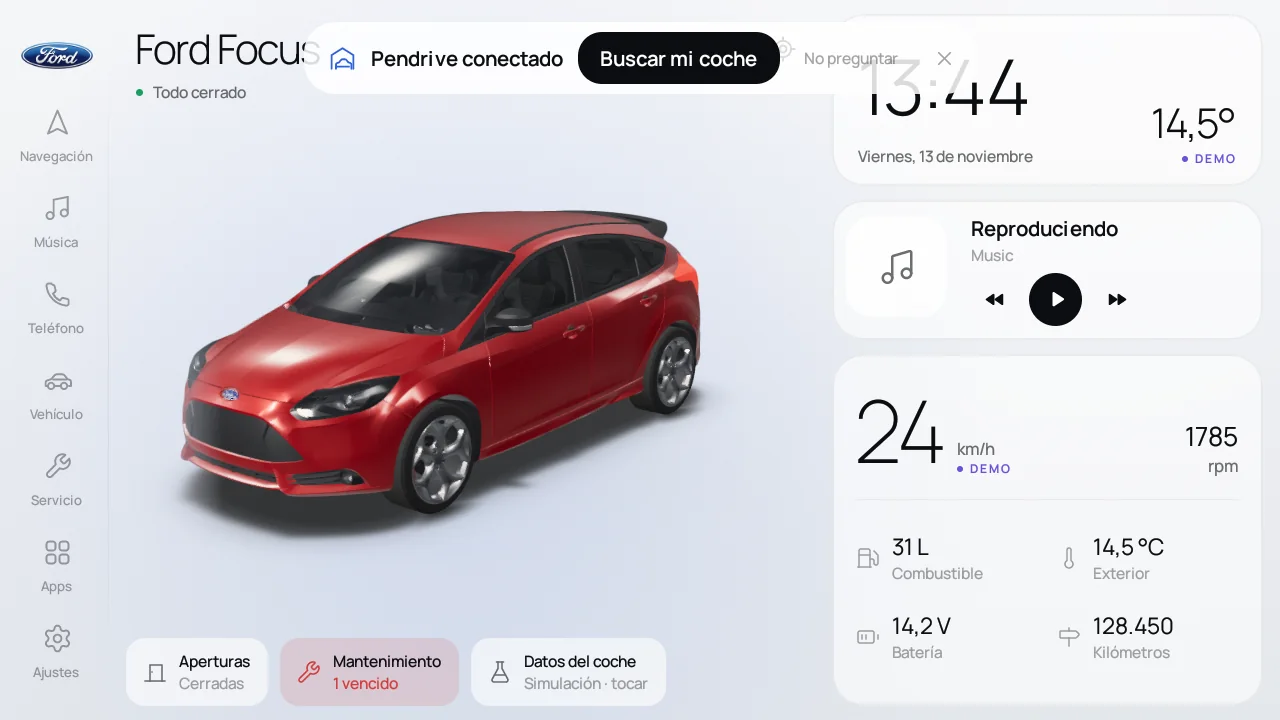 Ford
Ford Focus
Todo cerrado
Pendrive conectado
Buscar mi coche
No preguntar
13:44
Viernes, 13 de noviembre
14,5°
DEMO
Navegación
Música
Teléfono
Vehículo
Servicio
Apps
Ajustes
Reproduciendo
Music
24 km/h
DEMO
1785
rpm
31 L
Combustible
14,5 °C
Exterior
14,2 V
Batería
128.450
Kilómetros
Aperturas
Cerradas
Mantenimiento
1 vencido
Datos del coche
Simulación · tocar